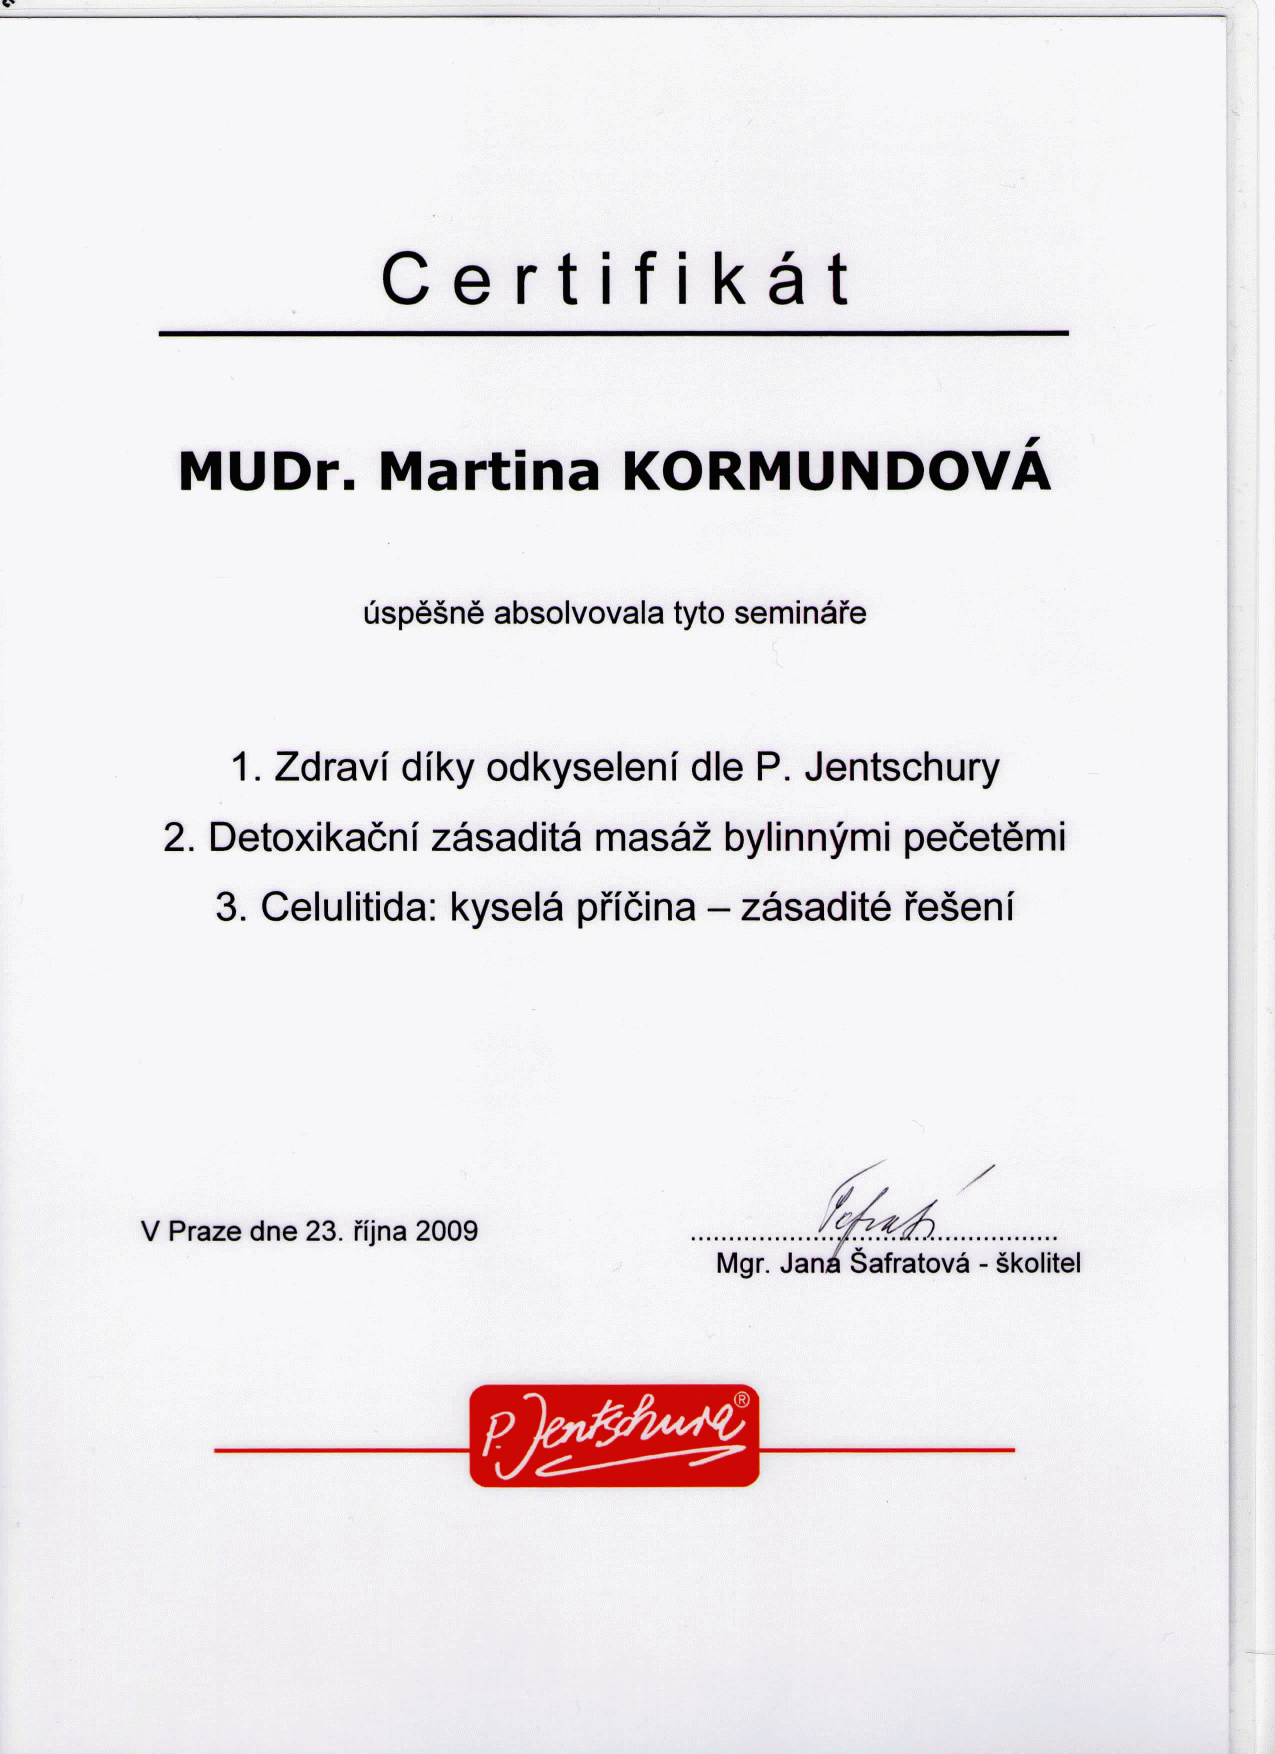 C e r t i f i k á t
MUDr. Martina KORMUNDOVÁ
úspěšně absolvovala tyto semináře
1. Zdraví díky odkyselení dle P. Jentschury
2. Detoxikační zásaditá masáž bylinnými pečetěmi
3. Celulitida: kyselá příčina – zásadité řešení
V Praze dne 23. října 2009
Mgr. Jana Šafratová - školitel
P. Jentschura®